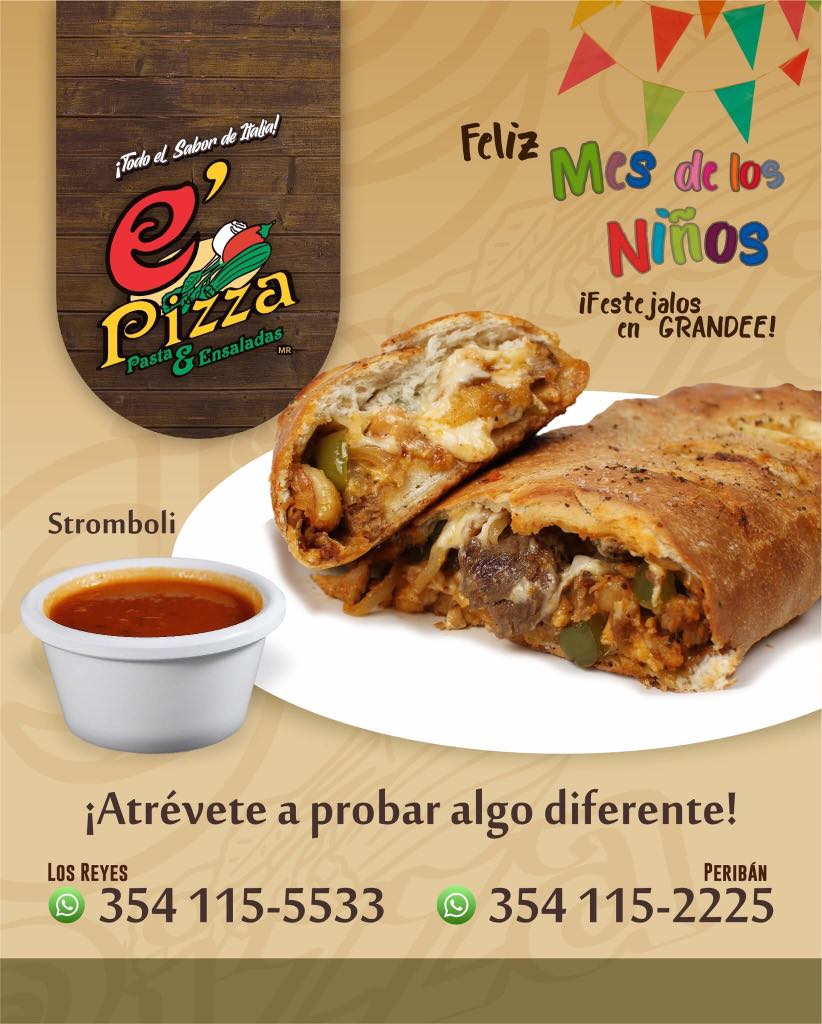 ¡Todo el Sabor de Italia!
e' Pizza
Pasta & Ensaladas MR
Feliz Mes de los
Niños
¡Festejalos
en GRANDEE!
Stromboli
¡Atrévete a probar algo diferente!
LOS REYES
354 115-5533
PERIBÁN
354 115-2225